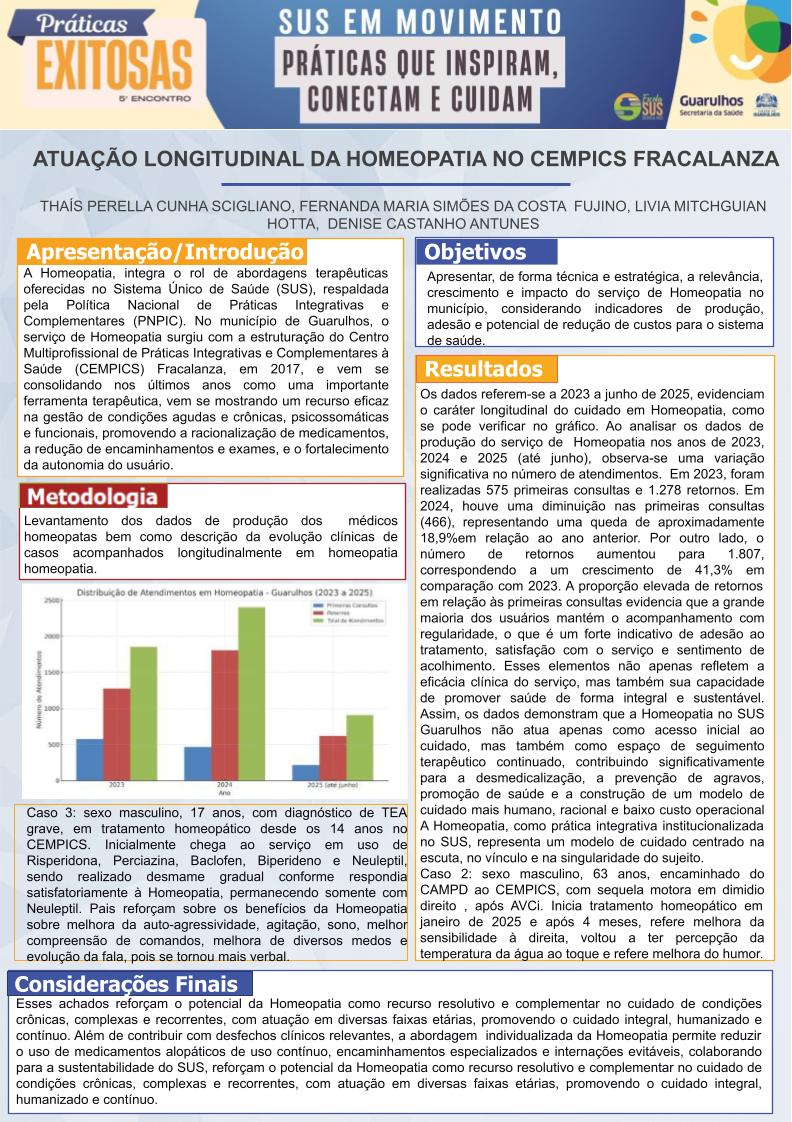 Práticas
EXITOSAS
5º ENCONTRO
SUS EM MOVIMENTO
PRÁTICAS QUE INSPIRAM,
CONECTAM E CUIDAM
Escola
SUS
Guarulhos
Secretaria da Saúde
ATUAÇÃO LONGITUDINAL DA HOMEOPATIA NO CEMPICS FRACALANZA
THAÍS PERELLA CUNHA SCIGLIANO, FERNANDA MARIA SIMÕES DA COSTA FUJINO, LIVIA MITCHGUIAN
HOTTA, DENISE CASTANHO ANTUNES
Apresentação/Introdução
A Homeopatia, integra o rol de abordagens terapêuticas
oferecidas no Sistema Único de Saúde (SUS), respaldada
pela Política Nacional de Práticas Integrativas e
Complementares (PNPIC). No município de Guarulhos, o
serviço de Homeopatia surgiu com a estruturação do Centro
Multiprofissional de Práticas Integrativas e Complementares à
Saúde (CEMPICS) Fracalanza, em 2017, e vem se
consolidando nos últimos anos como uma importante
ferramenta terapêutica, vem se mostrando um recurso eficaz
na gestão de condições agudas e crônicas, psicossomáticas
e funcionais, promovendo a racionalização de medicamentos,
a redução de encaminhamentos e exames, e o fortalecimento
da autonomia do usuário.
Metodologia
Levantamento dos dados de produção dos médicos
homeopatas bem como descrição da evolução clínicas de
casos acompanhados longitudinalmente em homeopatia
homeopatia.
Distribuição de Atendimentos em Homeopatia - Guarulhos (2023 a 2025)
Primeiras Consultas
Retornos
Total de Atendimentos
Número de Atendimentos
2500
2000
1500
1000
500
0
2023
2024
2025 (até junho)
Ano
Caso 3: sexo masculino, 17 anos, com diagnóstico de TEA
grave, em tratamento homeopático desde os 14 anos no
CEMPICS. Inicialmente chega ao serviço em uso de
Risperidona, Perciazina, Baclofen, Biperideno e Neuleptil,
sendo realizado desmame gradual conforme respondia
satisfatoriamente à Homeopatia, permanecendo somente com
Neuleptil. Pais reforçam sobre os benefícios da Homeopatia
sobre melhora da auto-agressividade, agitação, sono, melhor
compreensão de comandos, melhora de diversos medos e
evolução da fala, pois se tornou mais verbal.
Objetivos
Apresentar, de forma técnica e estratégica, a relevância,
crescimento e impacto do serviço de Homeopatia no
município, considerando indicadores de produção,
adesão e potencial de redução de custos para o sistema
de saúde.
Resultados
Os dados referem-se a 2023 a junho de 2025, evidenciam
o caráter longitudinal do cuidado em Homeopatia, como
se pode verificar no gráfico. Ao analisar os dados de
produção do serviço de Homeopatia nos anos de 2023,
2024 e 2025 (até junho), observa-se uma variação
significativa no número de atendimentos. Em 2023, foram
realizadas 575 primeiras consultas e 1.278 retornos. Em
2024, houve uma diminuição nas primeiras consultas
(466), representando uma queda de aproximadamente
18,9%em relação ao ano anterior. Por outro lado, o
número de retornos aumentou para 1.807,
correspondendo a um crescimento de 41,3% em
comparação com 2023. A proporção elevada de retornos
em relação às primeiras consultas evidencia que a grande
maioria dos usuários mantém o acompanhamento com
regularidade, o que é um forte indicativo de adesão ao
tratamento, satisfação com o serviço e sentimento de
acolhimento. Esses elementos não apenas refletem a
eficácia clínica do serviço, mas também sua capacidade
de promover saúde de forma integral e sustentável.
Assim, os dados demonstram que a Homeopatia no SUS
Guarulhos não atua apenas como acesso inicial ao
cuidado, mas também como espaço de seguimento
terapêutico continuado, contribuindo significativamente
para a desmedicalização, a prevenção de agravos,
promoção de saúde e a construção de um modelo de
cuidado mais humano, racional e baixo custo operacional
A Homeopatia, como prática integrativa institucionalizada
no SUS, representa um modelo de cuidado centrado na
escuta, no vínculo e na singularidade do sujeito.
Caso 2: sexo masculino, 63 anos, encaminhado do
CAMPD ao CEMPICS, com sequela motora em dimidio
direito , após AVCi. Inicia tratamento homeopático em
janeiro de 2025 e após 4 meses, refere melhora da
sensibilidade à direita, voltou a ter percepção da
temperatura da água ao toque e refere melhora do humor.
Considerações Finais
Esses achados reforçam o potencial da Homeopatia como recurso resolutivo e complementar no cuidado de condições
crônicas, complexas e recorrentes, com atuação em diversas faixas etárias, promovendo o cuidado integral, humanizado e
contínuo. Além de contribuir com desfechos clínicos relevantes, a abordagem individualizada da Homeopatia permite reduzir
o uso de medicamentos alopáticos de uso contínuo, encaminhamentos especializados e internações evitáveis, colaborando
para a sustentabilidade do SUS, reforçam o potencial da Homeopatia como recurso resolutivo e complementar no cuidado de
condições crônicas, complexas e recorrentes, com atuação em diversas faixas etárias, promovendo o cuidado integral,
humanizado e contínuo.